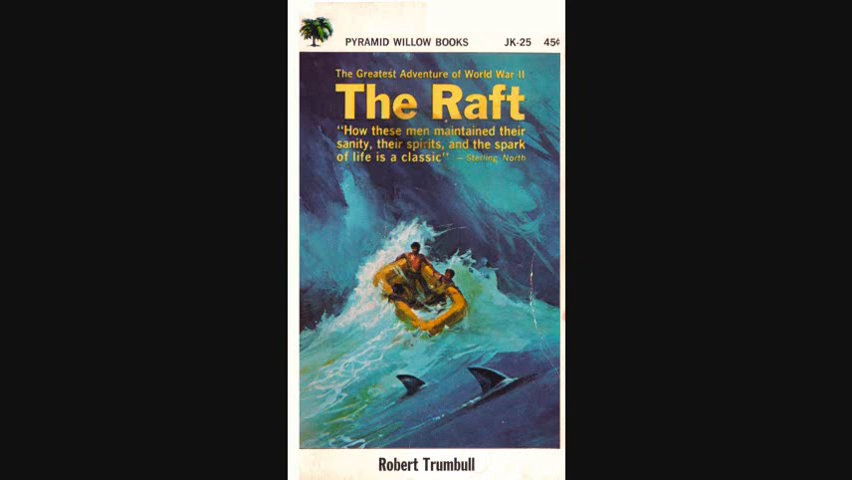 PYRAMID WILLOW BOOKS JK-25 45¢
The Greatest Adventure of World War II
The Raft
"How these men maintained their
sanity, their spirits, and the spark
of life is a classic" —Sterling North
Robert Trumbull